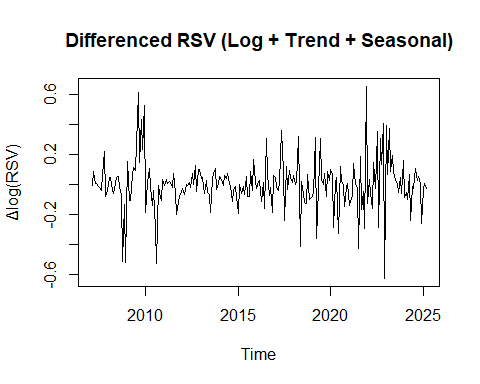 Differenced RSV (Log + Trend + Seasonal)
Δlog(RSV)
0.6
0.2
-0.2
-0.6
2010 2015 2020 2025
Time